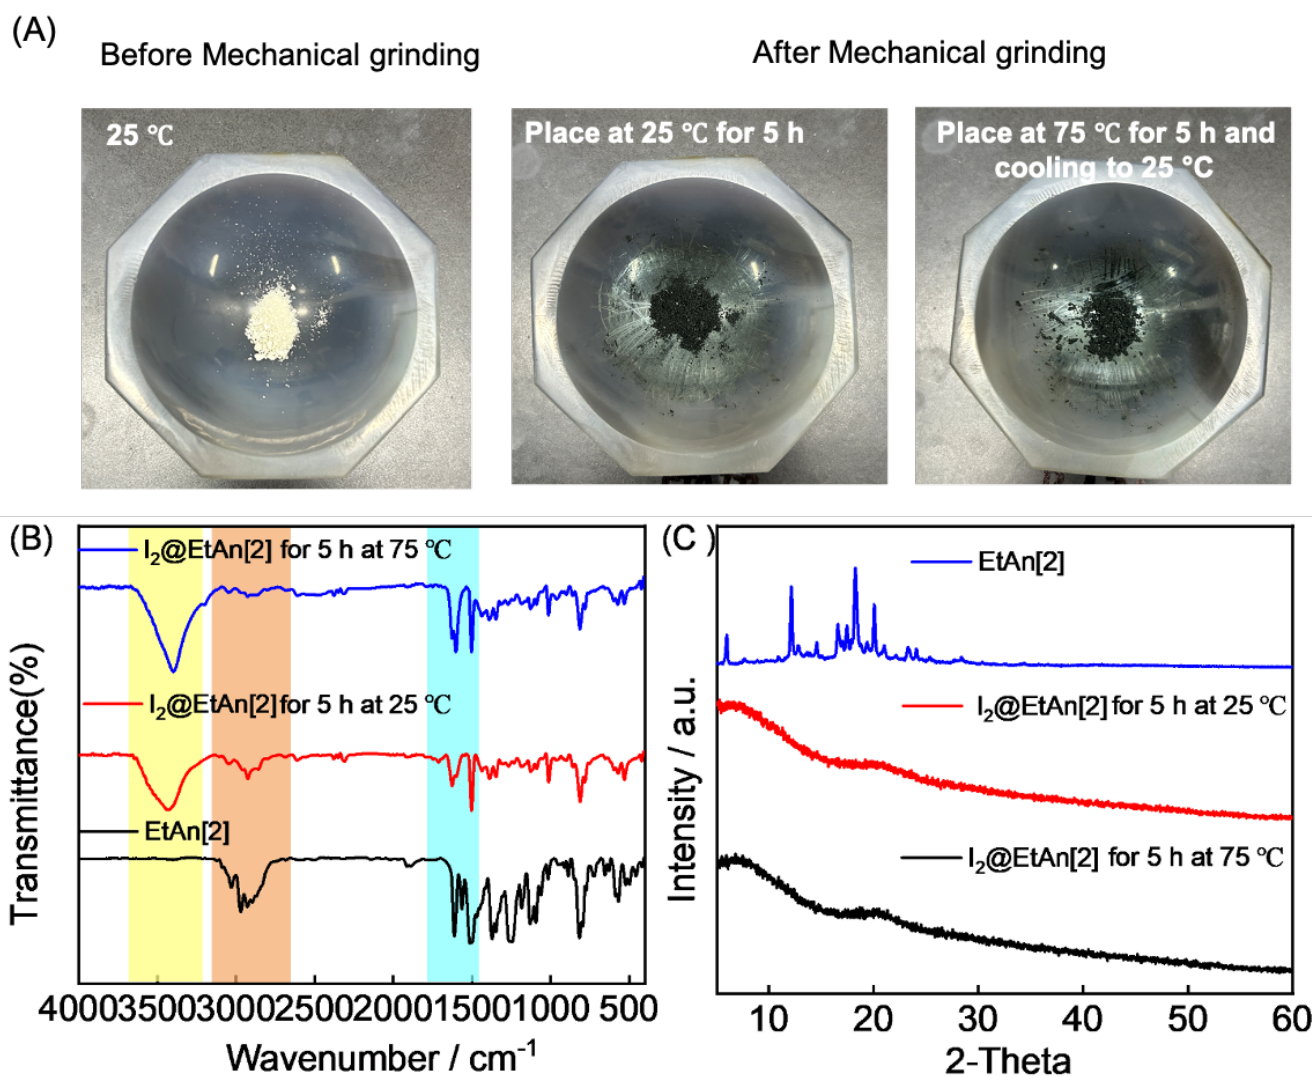 (A)
Before Mechanical grinding
After Mechanical grinding
25 ℃
Place at 25 ℃ for 5 h
Place at 75 ℃ for 5 h and
cooling to 25 °C
(B)
I₂@EtAn[2] for 5 h at 75 ℃
I₂@EtAn[2] for 5 h at 25 ℃
EtAn[2]
Transmittance(%)
4000 3500 3000 2500 2000 1500 1000 500
Wavenumber / cm⁻¹
(C)
EtAn[2]
I₂@EtAn[2] for 5 h at 25 ℃
I₂@EtAn[2] for 5 h at 75 ℃
Intensity / a.u.
10 20 30 40 50 60
2-Theta